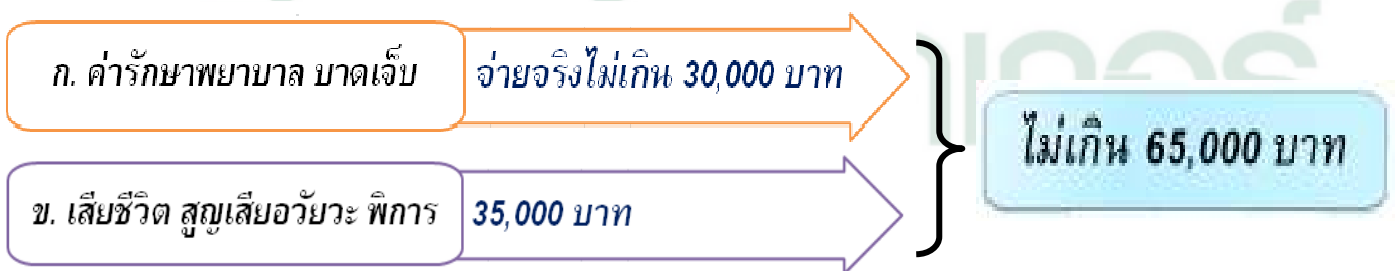 ก. ค่ารักษาพยาบาล บาดเจ็บ จ่ายจริงไม่เกิน 30,000 บาท
ข. เสียชีวิต สูญเสียอวัยวะ พิการ 35,000 บาท
ไม่เกิน 65,000 บาท